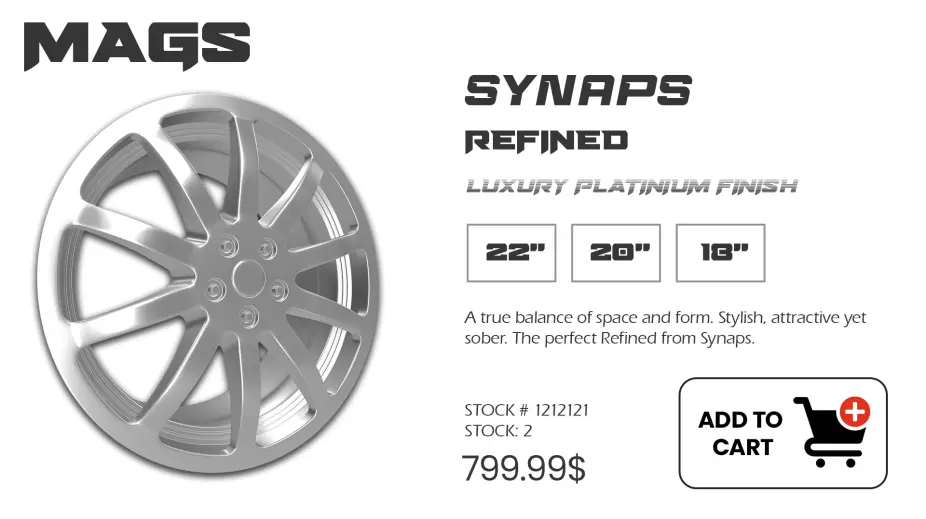 MAGS
SYNAPS
REFINED
LUXURY PLATINIUM FINISH
22" 20" 18"
A true balance of space and form. Stylish, attractive yet
sober. The perfect Refined from Synaps.
STOCK # 1212121
STOCK: 2
799.99$
ADD TO
CART